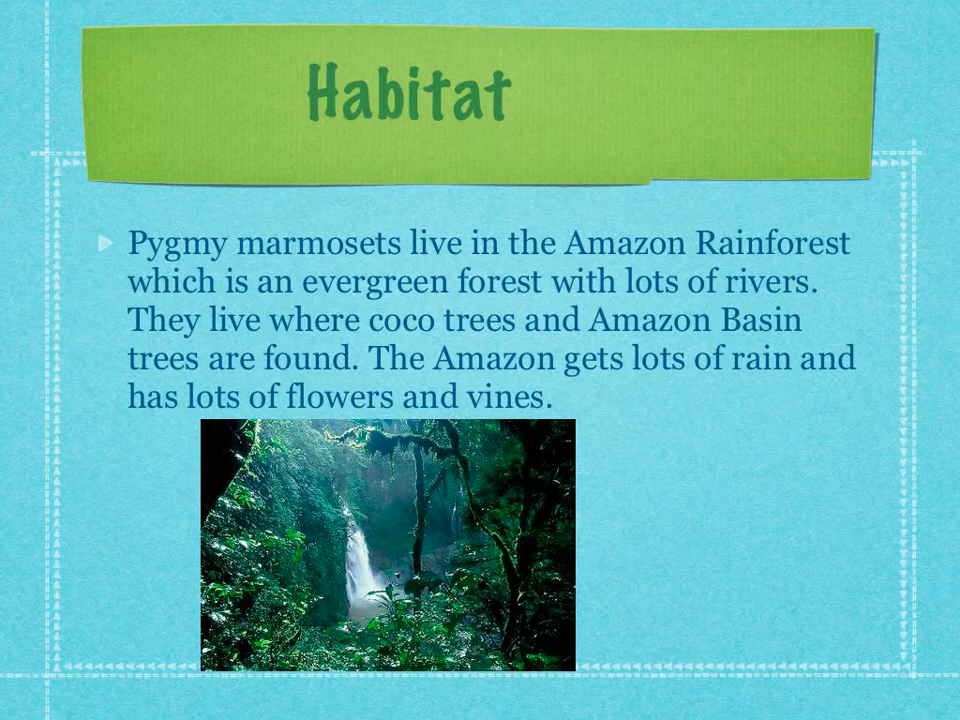 Habitat
Pygmy marmosets live in the Amazon Rainforest
which is an evergreen forest with lots of rivers.
They live where coco trees and Amazon Basin
trees are found. The Amazon gets lots of rain and
has lots of flowers and vines.